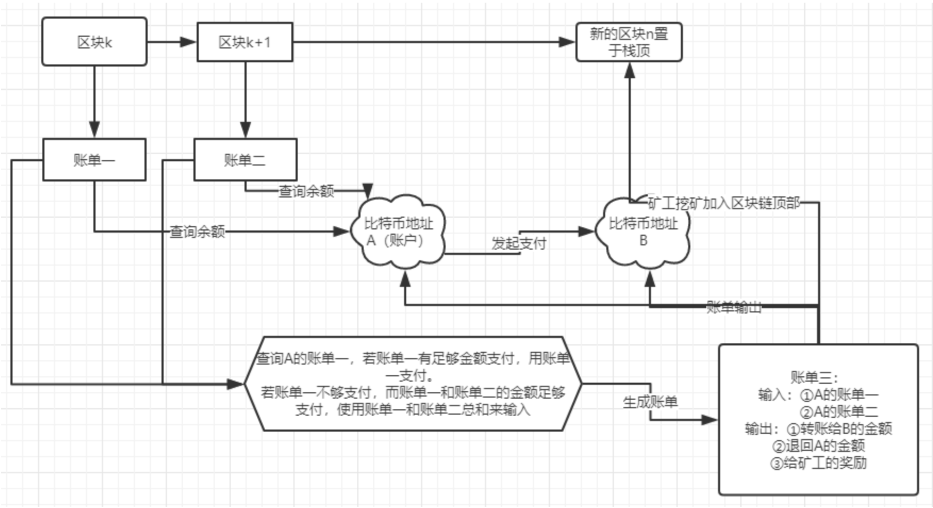 区块k
区块k+1
新的区块n置
于栈顶
账单一
账单二
查询余额
查询余额
比特币地址
A（账户）
发起支付
比特币地址
B
矿工挖矿加入区块链顶部
账单输出
查询A的账单一，若账单一有足够金额支付，用账单
一支付。
若账单一不够支付，而账单一和账单二的金额足够
支付，使用账单一和账单二总和来输入
生成账单
账单三：
输入：①A的账单一
②A的账单二
输出：①转账给B的金额
②退回A的金额
③给矿工的奖励